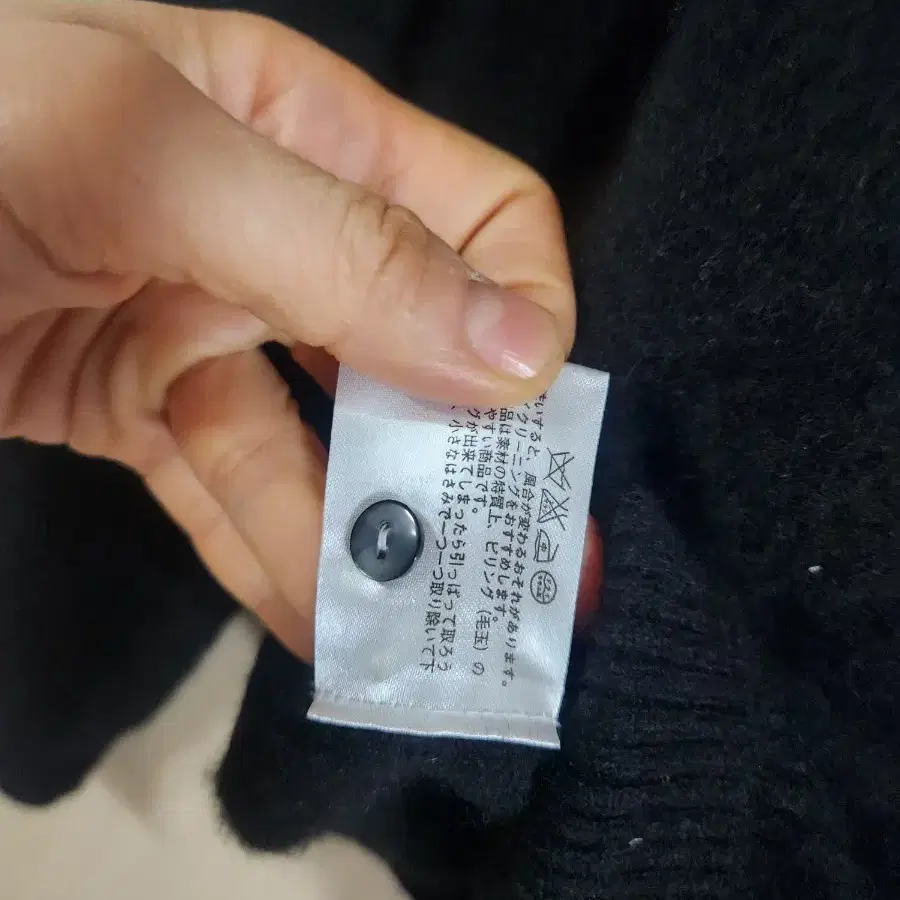 いすると、風合が変わるおそれがあります。
クリーニングをおすすめします。
品は素材の特質上、ピリング（毛玉）の
やすい商品です。
グが出来てしまったら引っぱって取ろう
、小さなはさみで一つ一つ取り除いて下